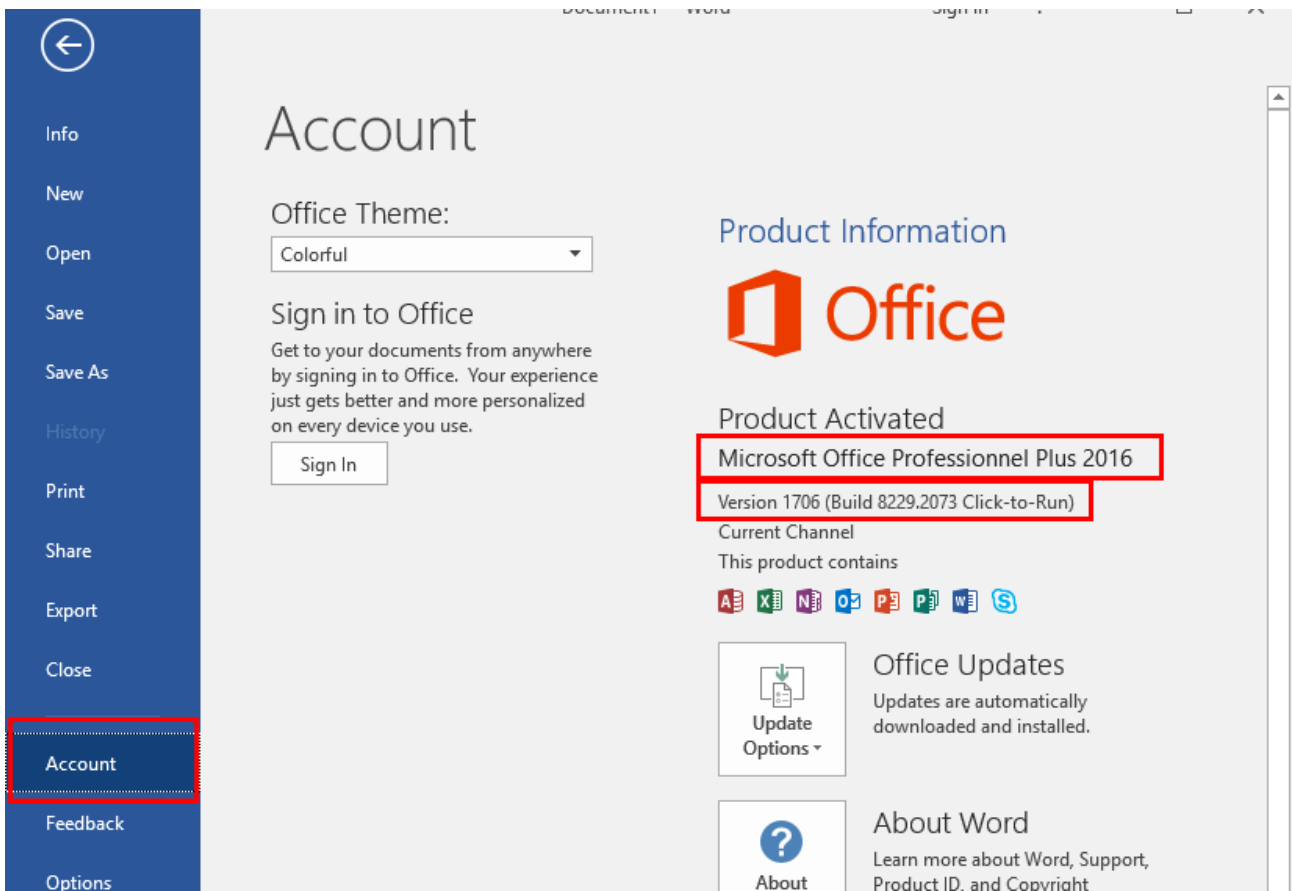 Info
New
Open
Save
Save As
History
Print
Share
Export
Close
Account
Feedback
Options
Account
Office Theme:
Colorful
Sign in to Office
Get to your documents from anywhere
by signing in to Office. Your experience
just gets better and more personalized
on every device you use.
Sign In
Product Information
Office
Product Activated
Microsoft Office Professionnel Plus 2016
Version 1706 (Build 8229.2073 Click-to-Run)
Current Channel
This product contains
Update
Options
Office Updates
Updates are automatically
downloaded and installed.
About
About Word
Learn more about Word, Support,
Product ID, and Copyright